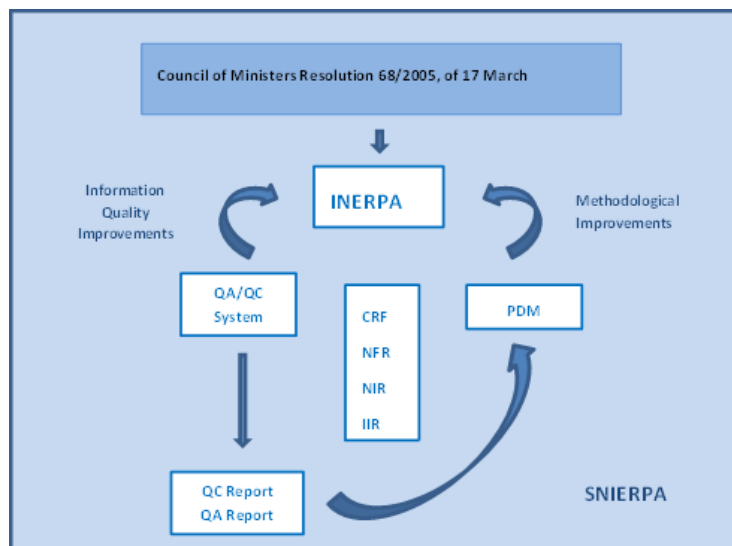 Council of Ministers Resolution 68/2005, of 17 March
Information
Quality
Improvements
INERPA
Methodological
Improvements
QA/QC
System
CRF
NFR
NIR
IIR
PDM
QC Report
QA Report
SNIERPA